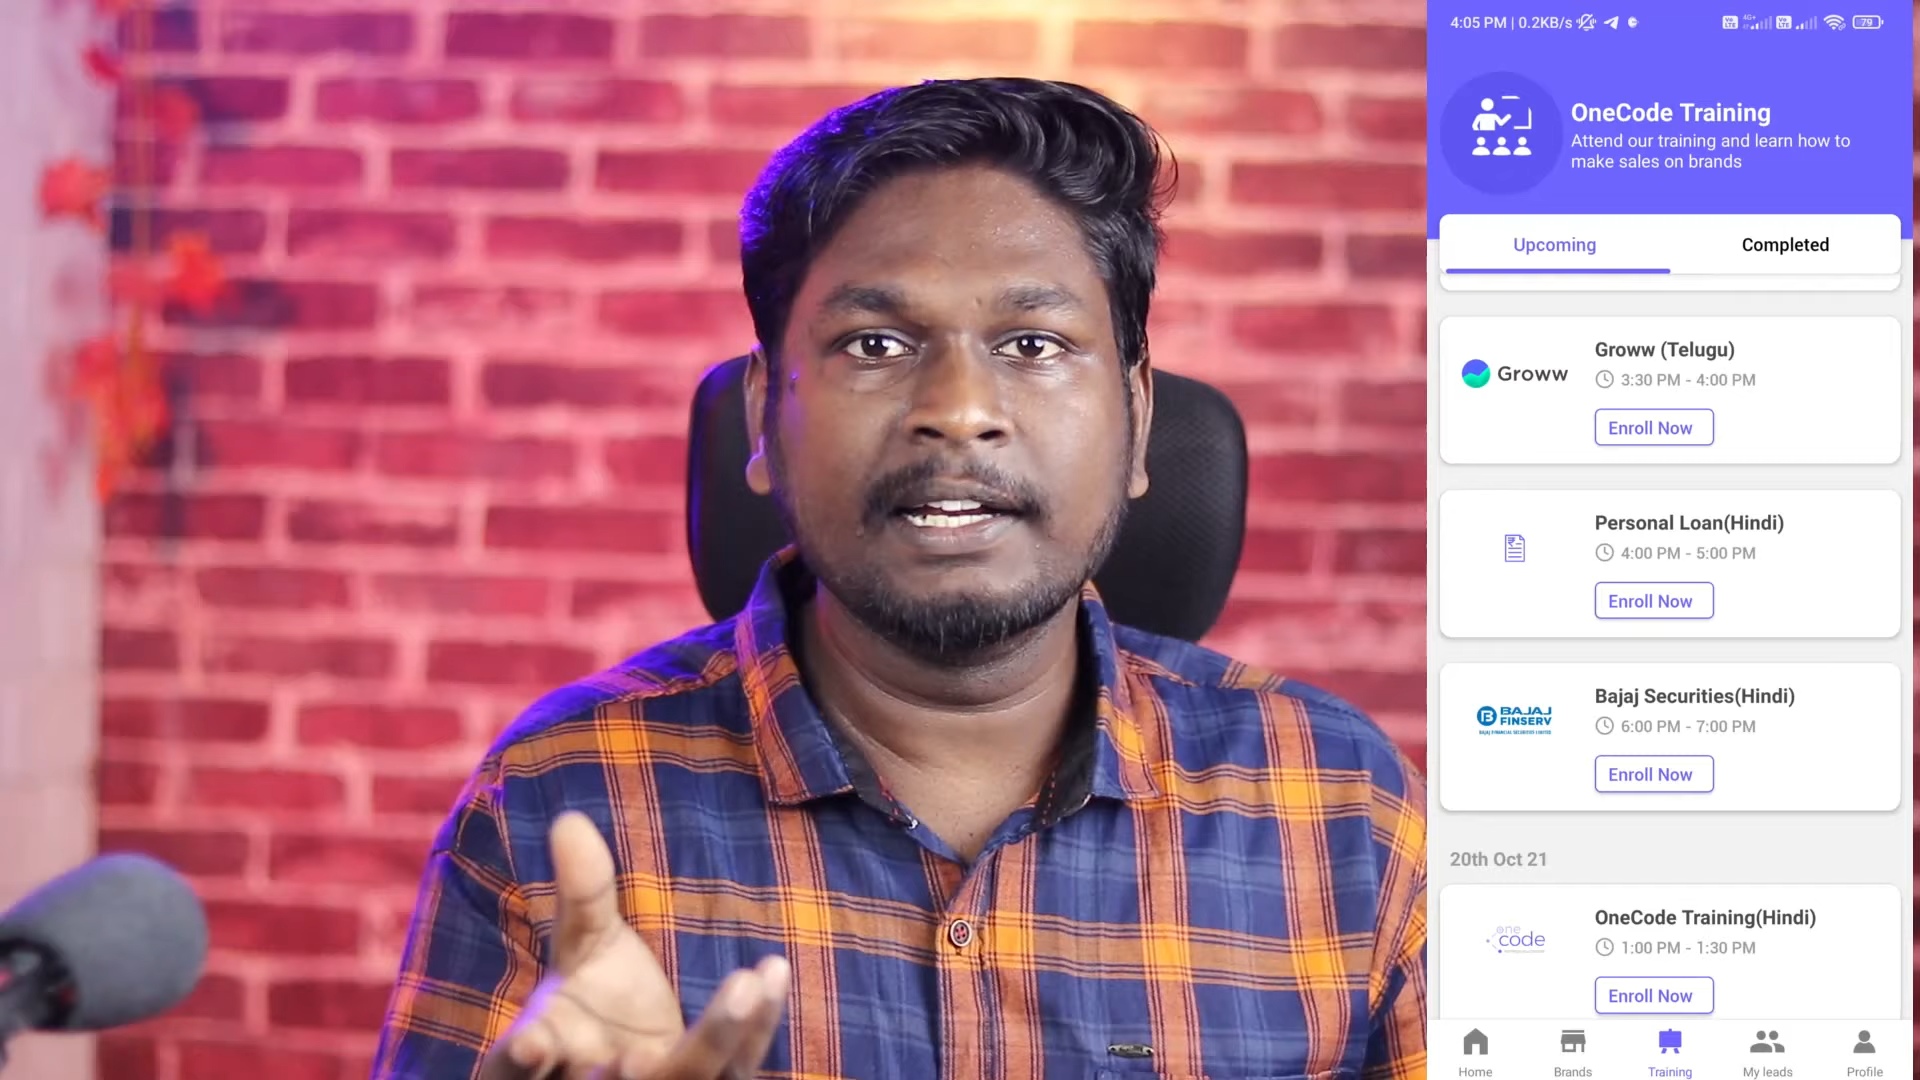 4:05 PM | 0.2KB/s
79
OneCode Training
Attend our training and learn how to
make sales on brands
Upcoming
Completed
Groww
Groww (Telugu)
3:30 PM - 4:00 PM
Enroll Now
Personal Loan(Hindi)
4:00 PM - 5:00 PM
Enroll Now
BAJAJ
FINSERV
Bajaj Securities(Hindi)
6:00 PM - 7:00 PM
Enroll Now
20th Oct 21
one
code
OneCode Training(Hindi)
1:00 PM - 1:30 PM
Enroll Now
Home
Brands
Training
My leads
Profile